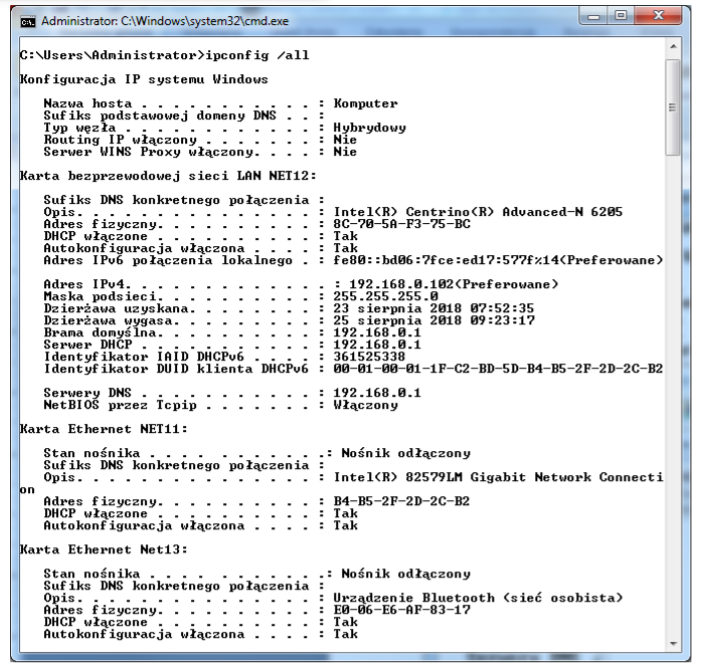 Administrator: C:\Windows\system32\cmd.exe
C:\Users\Administrator>ipconfig /all
Konfiguracja IP systemu Windows
Nazwa hosta . . . . . . . . . . . : Komputer
Sufiks podstawowej domeny DNS . . :
Typ węzła . . . . . . . . . . . . : Hybrydowy
Routing IP włączony . . . . . . . : Nie
Serwer WINS Proxy włączony. . . . : Nie
Karta bezprzewodowej sieci LAN NET12:
Sufiks DNS konkretnego połączenia :
Opis. . . . . . . . . . . . . . . : Intel(R) Centrino(R) Advanced-N 6205
Adres fizyczny. . . . . . . . . . : 8C-70-5A-F3-75-BC
DHCP włączone . . . . . . . . . . : Tak
Autokonfiguracja włączona . . . . : Tak
Adres IPv6 połączenia lokalnego . : fe80::bd06:7fce:ed17:577f%14(Preferowane)
Adres IPv4. . . . . . . . . . . . . : 192.168.0.102(Preferowane)
Maska podsieci. . . . . . . . . . : 255.255.255.0
Dzierżawa uzyskana. . . . . . . . : 23 sierpnia 2018 07:52:35
Dzierżawa wygasa. . . . . . . . . : 25 sierpnia 2018 09:23:17
Brama domyślna. . . . . . . . . . : 192.168.0.1
Serwer DHCP . . . . . . . . . . . : 192.168.0.1
Identyfikator IAID DHCPv6 . . . . : 361525338
Identyfikator DUID klienta DHCPv6 : 00-01-00-01-1F-C2-BD-5D-B4-B5-2F-2D-2C-B2
Serwery DNS . . . . . . . . . . . : 192.168.0.1
NetBIOS przez Tcpip . . . . . . . : Włączony
Karta Ethernet NET11:
Stan nośnika . . . . . . . . . . .: Nośnik odłączony
Sufiks DNS konkretnego połączenia :
Opis. . . . . . . . . . . . . . . : Intel(R) 82579LM Gigabit Network Connecti
on
Adres fizyczny. . . . . . . . . . : B4-B5-2F-2D-2C-B2
DHCP włączone . . . . . . . . . . : Tak
Autokonfiguracja włączona . . . . : Tak
Karta Ethernet Net13:
Stan nośnika . . . . . . . . . . .: Nośnik odłączony
Sufiks DNS konkretnego połączenia :
Opis. . . . . . . . . . . . . . . : Urządzenie Bluetooth (sieć osobista)
Adres fizyczny. . . . . . . . . . : E0-06-E6-AF-83-17
DHCP włączone . . . . . . . . . . : Tak
Autokonfiguracja włączona . . . . : Tak